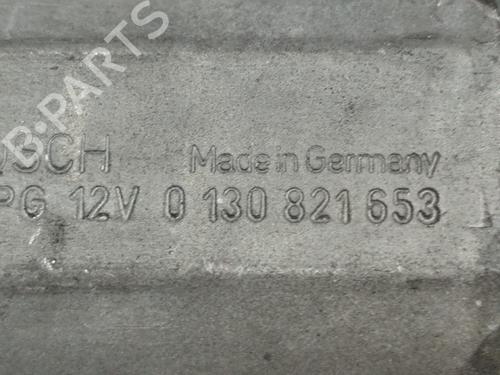 B-PARTS
OSCH Made in Germany
PG 12V 0 130 821 653